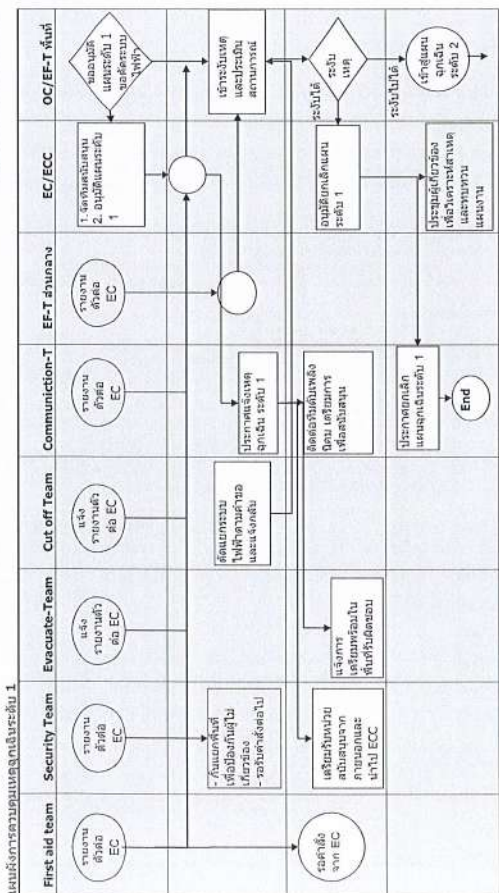 แผนผังการควบคุมเหตุฉุกเฉินระดับ 1
First aid team
Security Team
Evacuate-Team
Cut off Team
Communiction-T
EF-T ส่วนกลาง
EC/ECC
OC/EF-T พื้นที่
รายงาน
ตัวต่อ
EC
รายงาน
ตัวต่อ
EC
แจ้ง
รายงานตัว
ต่อ EC
แจ้ง
รายงานตัว
ต่อ EC
รายงาน
ตัวต่อ
EC
รายงาน
ตัวต่อ
EC
1. จัดทีมสนับสนุน
2. อนุมัติแผนระดับ
1
ขออนุมัติ
แผนระดับ 1
ขอตัดระบบ
ไฟฟ้า
- กันแยกพื้นที่
เพื่อป้องกันผู้ไม่
เกี่ยวข้อง
- รอรับคำสั่งต่อไป
ตัดแยกระบบ
ไฟฟ้าตามคำขอ
และแจ้งกลับ
ประกาศแจ้งเหตุ
ฉุกเฉิน ระดับ 1
เข้าระงับเหตุ
และประเมิน
สถานการณ์
รอคำสั่ง
จาก EC
เตรียมรับหน่วย
สนับสนุนจาก
ภายนอกและ
นำไป ECC
แจ้งการ
เตรียมพร้อมใน
พื้นที่รับผิดชอบ
ติดต่อทีมดับเพลิง
นิคม เตรียมการ
เพื่อสนับสนุน
อนุมัติยกเลิกแผน
ระดับ 1
ระงับได้
ระงับ
เหตุ
ระงับไม่ได้
ประกาศยกเลิก
แผนฉุกเฉินระดับ 1
End
ประชุมผู้เกี่ยวข้อง
เพื่อวิเคราะห์สาเหตุ
และทบทวน
แผนงาน
เข้าสู่แผน
ฉุกเฉิน
ระดับ 2